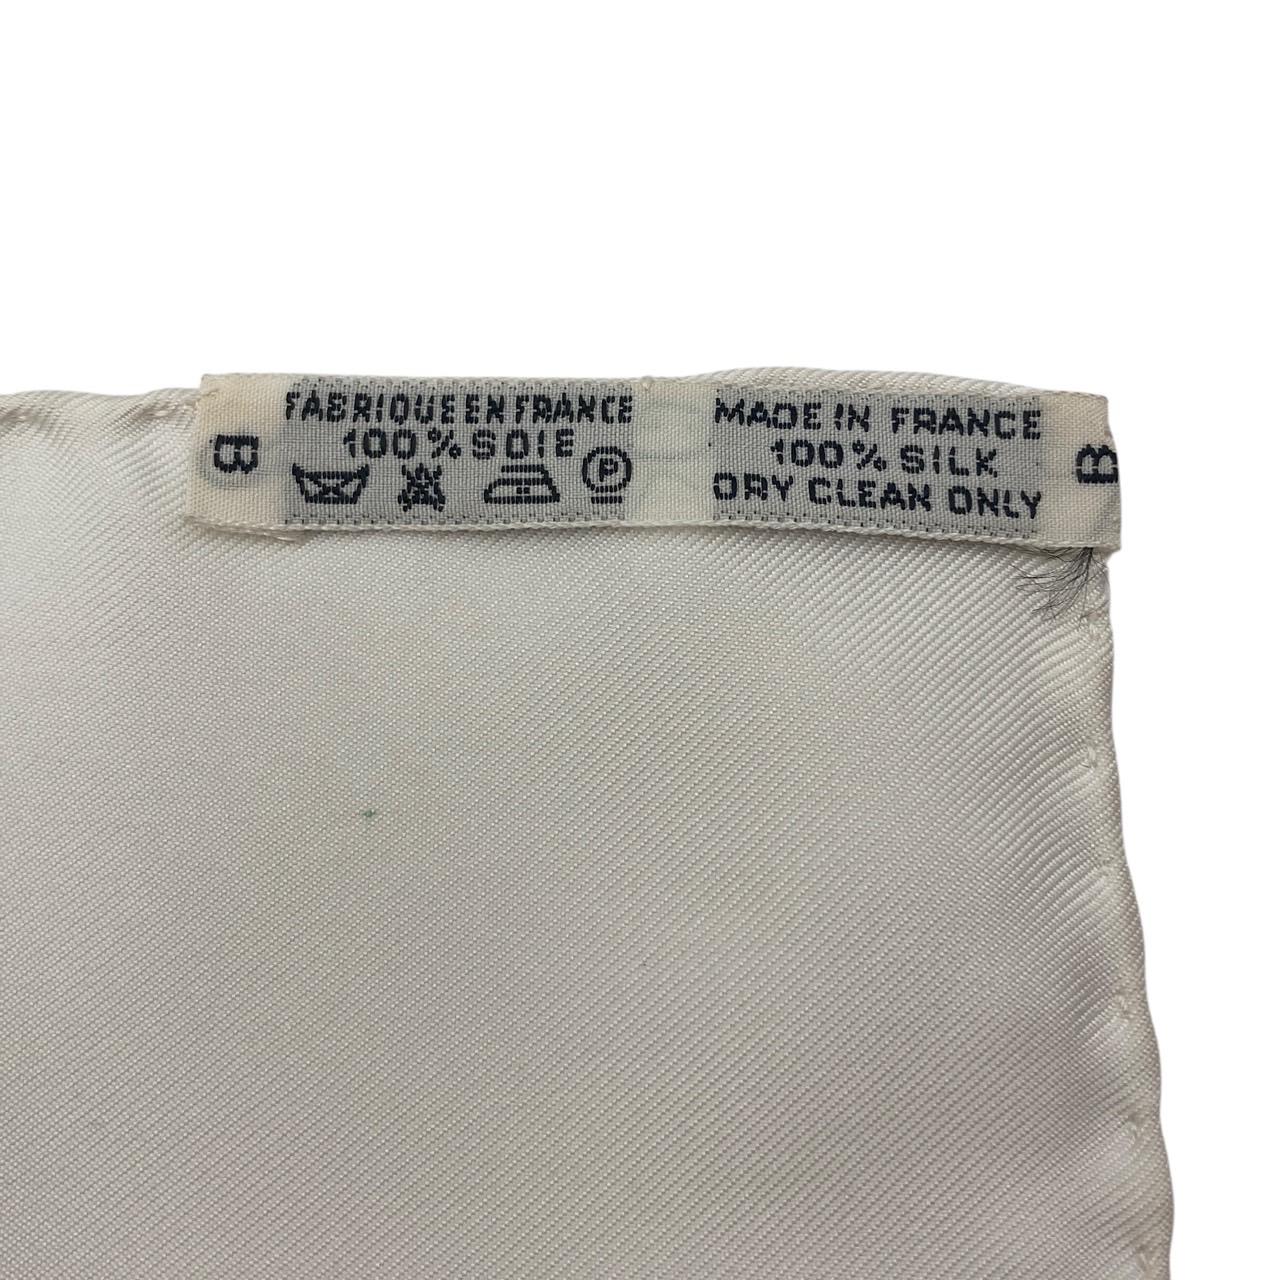 B
FABRIQUE EN FRANCE
100% SOIE
P
MADE IN FRANCE
100% SILK
DRY CLEAN ONLY
B